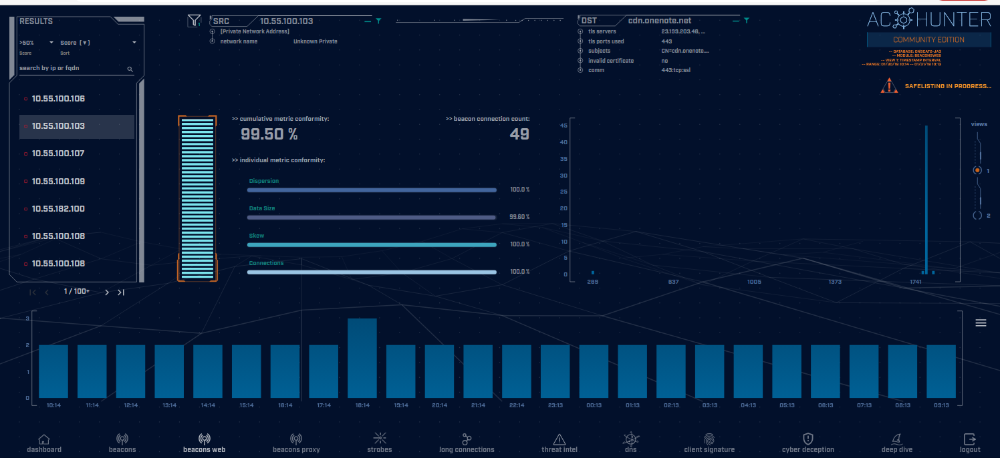 RESULTS
>50%
Score [▼]
Score
Sort
search by ip or fqdn
10.55.100.106
10.55.100.103
10.55.100.107
10.55.100.109
10.55.182.100
10.55.100.108
10.55.100.108
1 / 100+
1
SRC
10.55.100.103
[Private Network Address]
network name
Unknown Private
DST
cdn.onenote.net
tls servers
23.199.203.46, ...
tls ports used
443
subjects
CN=cdn.onenote....
invalid certificate
no
comm
443:tcp:ssl
AC HUNTER
COMMUNITY EDITION
-- DATABASE: DNSCAT2-JA3
-- MODULE: BEACONSWEB
-- VIEW 1: TIMESTAMP INTERVAL
-- RANGE: 01/30/18 10:14 -- 01/31/18 10:13
SAFELISTING IN PROGRESS...
>> cumulative metric conformity:
99.50 %
>> beacon connection count:
49
>> individual metric conformity:
Dispersion
100.0 %
Data Size
99.60 %
Skew
100.0 %
Connections
100.0 %
45
40
35
30
25
20
15
10
5
0
269
637
1005
1373
1741
views
1
2
3
2
1
0
10:14
11:14
12:14
13:14
14:14
15:14
16:14
17:14
18:14
19:14
20:14
21:14
22:14
23:13
00:13
01:13
02:13
03:13
04:13
05:13
06:13
07:13
08:13
09:13
dashboard
beacons
beacons web
beacons proxy
strobes
long connections
threat intel
dns
client signature
cyber deception
deep dive
logout